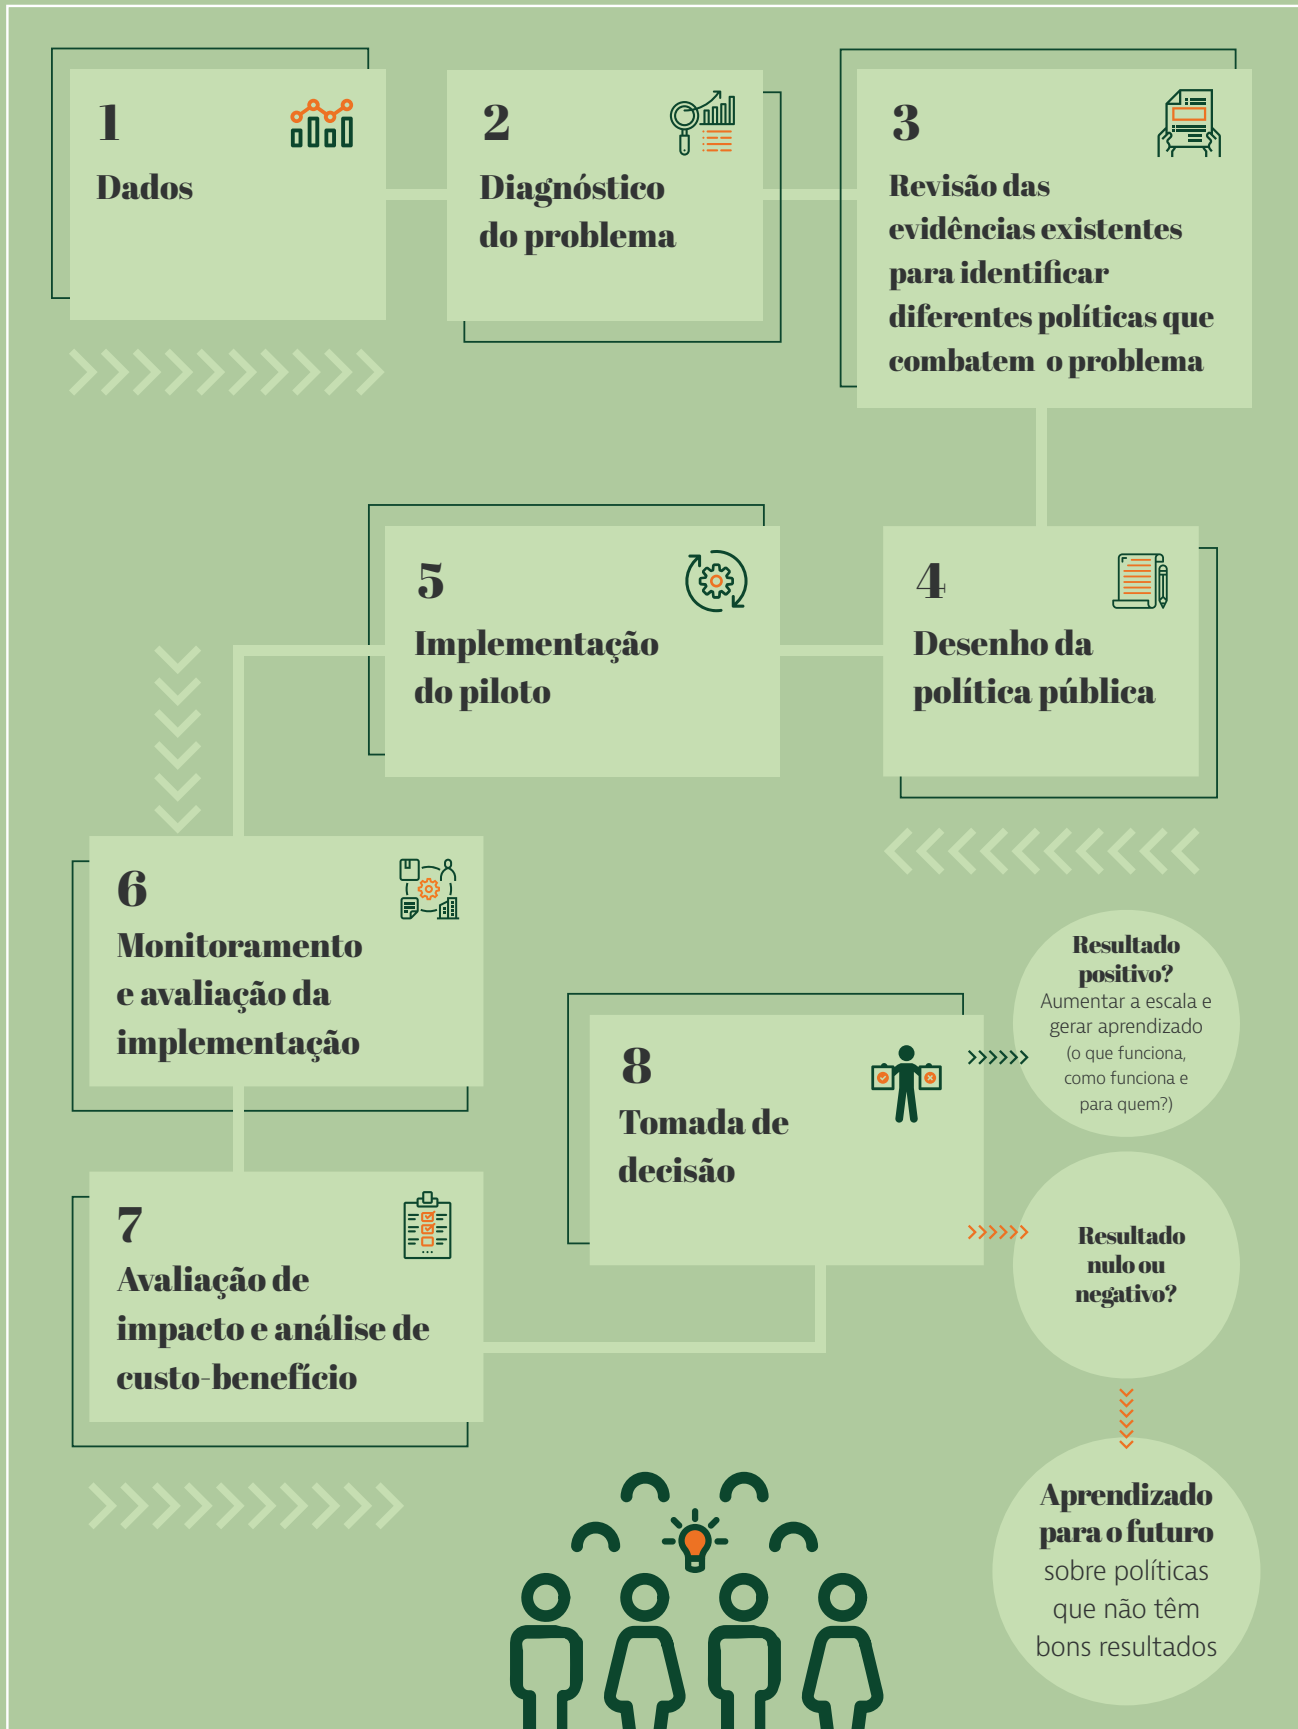 1
Dados
2
Diagnóstico
do problema
3
Revisão das
evidências existentes
para identificar
diferentes políticas que
combatem o problema
4
Desenho da
política pública
5
Implementação
do piloto
6
Monitoramento
e avaliação da
implementação
7
Avaliação de
impacto e análise de
custo-benefício
8
Tomada de
decisão
Resultado
positivo?
Aumentar a escala e
gerar aprendizado
(o que funciona,
como funciona e
para quem?)
Resultado
nulo ou
negativo?
Aprendizado
para o futuro
sobre políticas
que não têm
bons resultados